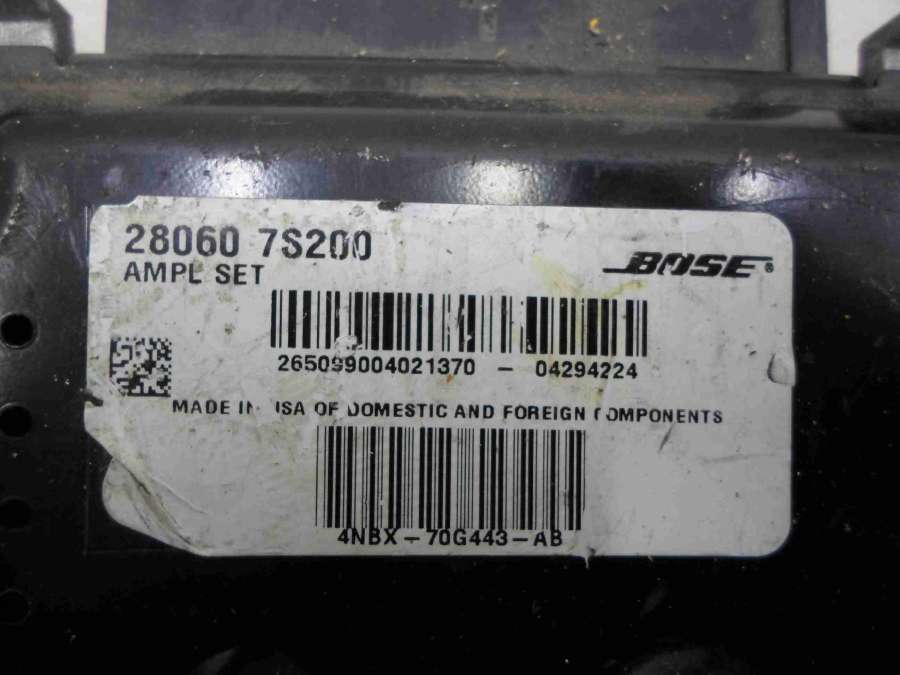 28060 7S200
AMPL SET
BOSE®
265099004021370 - 04294224
MADE IN USA OF DOMESTIC AND FOREIGN COMPONENTS
4NBX-70G443-AB